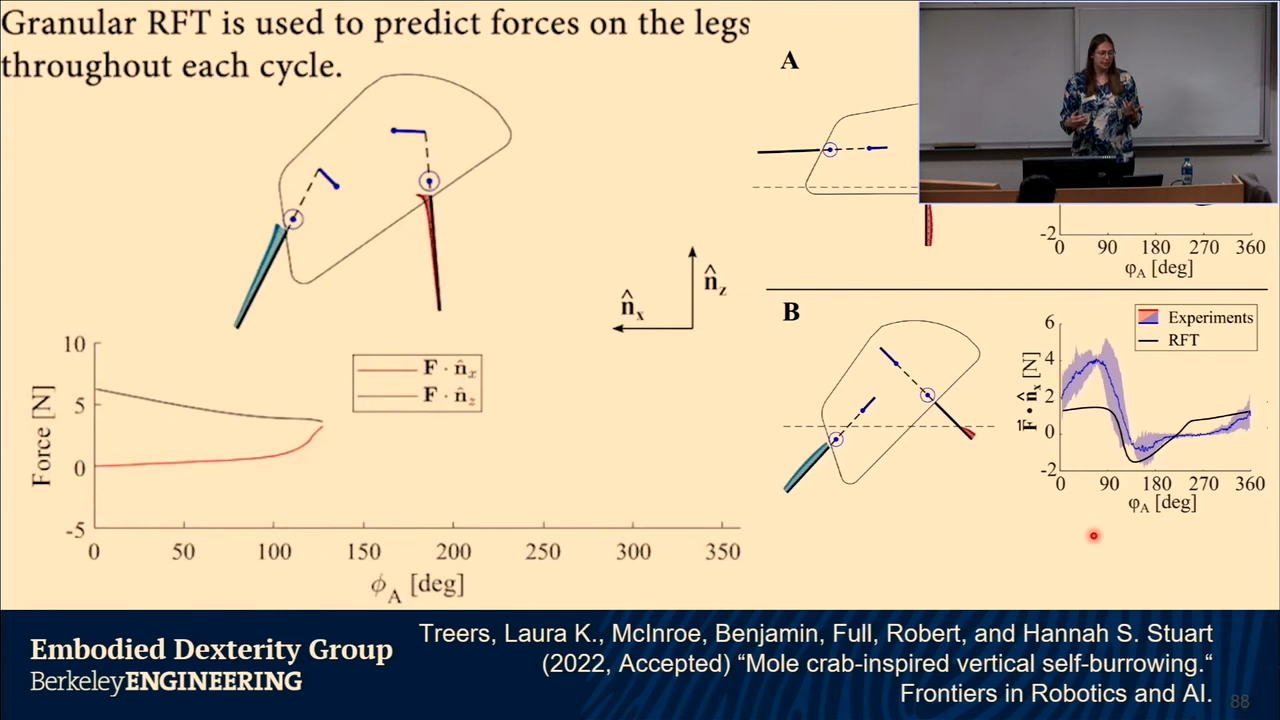 Granular RFT is used to predict forces on the legs
throughout each cycle.
n̂x
n̂z
10
5
0
-5
Force [N]
F · n̂x
F · n̂z
0 50 100 150 200 250 300 350
ϕA [deg]
A
-2
0 90 180 270 360
φA [deg]
B
Experiments
RFT
6
4
2
0
-2
F • n̂x [N]
0 90 180 270 360
φA [deg]
Embodied Dexterity Group
BerkeleyENGINEERING
Treers, Laura K., McInroe, Benjamin, Full, Robert, and Hannah S. Stuart
(2022, Accepted) “Mole crab-inspired vertical self-burrowing.“
Frontiers in Robotics and AI.
88